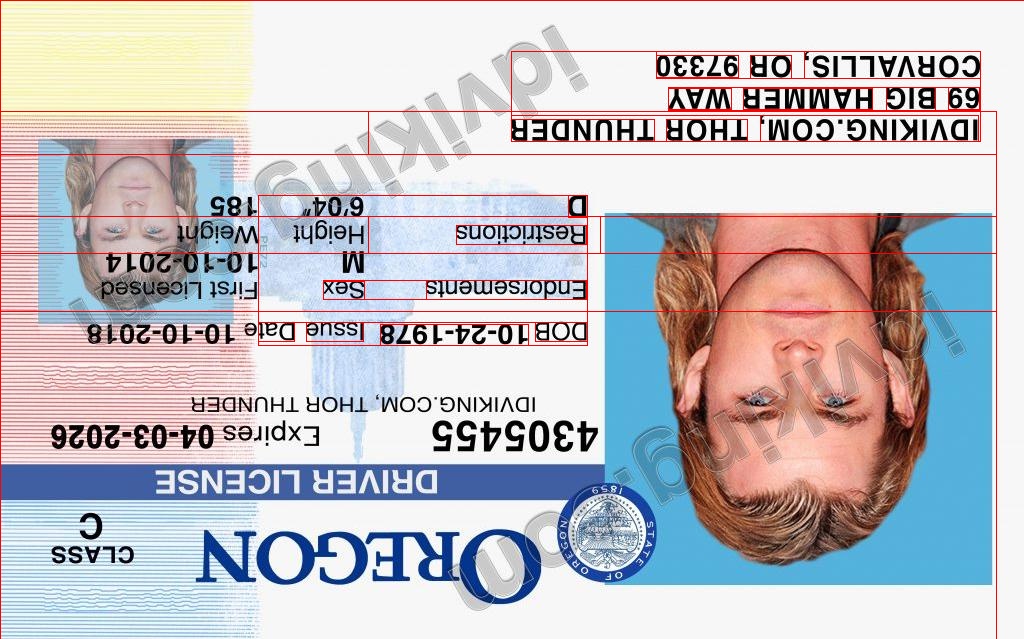 OREGON
CLASS
C
STATE OF OREGON
1859
DRIVER LICENSE
4305455 Expires 04-03-2026
IDVIKING.COM, THOR THUNDER
DOB 10-24-1978 Issue Date 10-10-2018
Endorsements Sex First Licensed
M 10-10-2014
Restrictions Height Weight
D 6'04" 185
IDVIKING.COM, THOR THUNDER
69 BIG HAMMER WAY
CORVALLIS, OR 97330
idviking.com
idviking.com